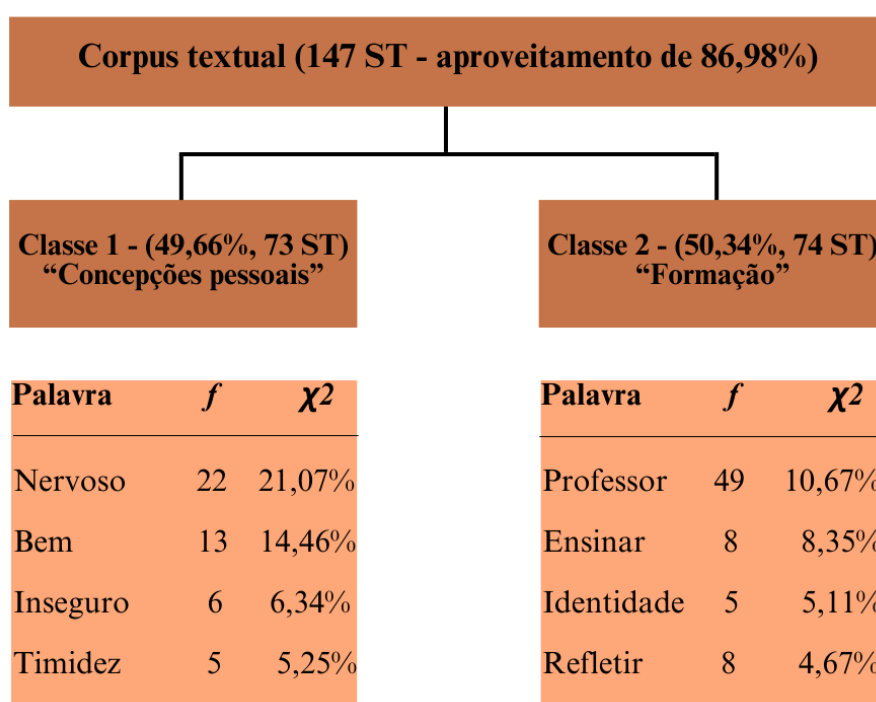 Corpus textual (147 ST - aproveitamento de 86,98%)
Classe 1 - (49,66%, 73 ST)
“Concepções pessoais”
Classe 2 - (50,34%, 74 ST)
“Formação”
Palavra f χ2
Nervoso 22 21,07%
Bem 13 14,46%
Inseguro 6 6,34%
Timidez 5 5,25%
Palavra f χ2
Professor 49 10,67%
Ensinar 8 8,35%
Identidade 5 5,11%
Refletir 8 4,67%